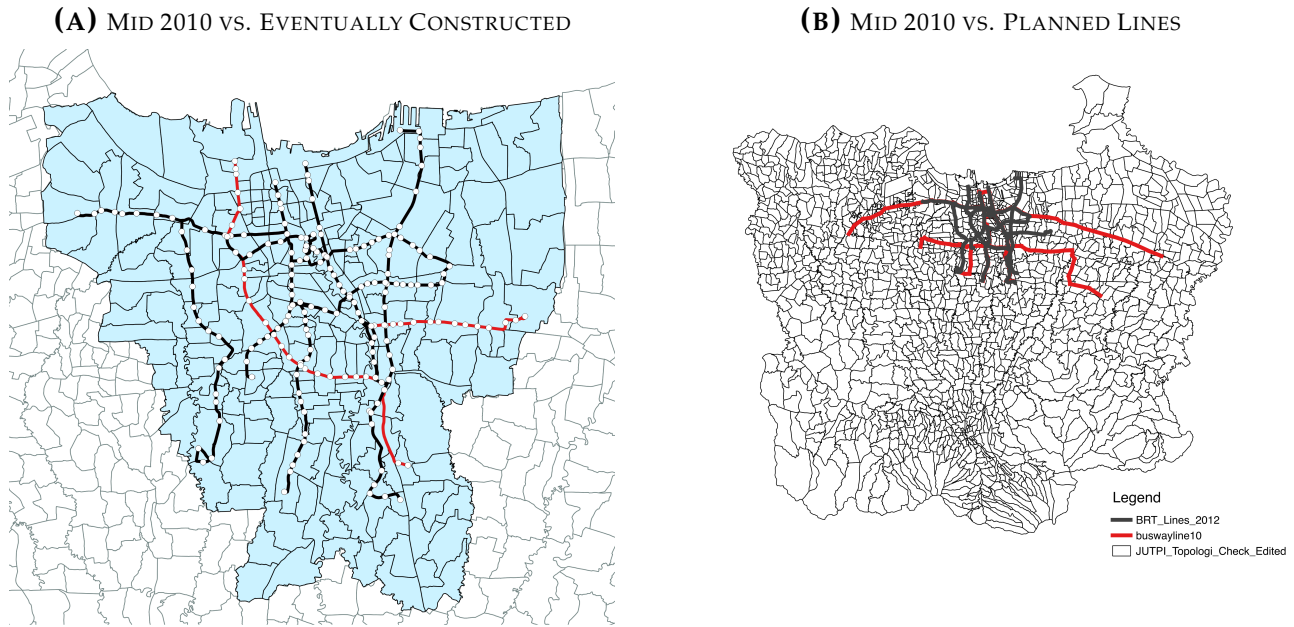 (A) MID 2010 VS. EVENTUALLY CONSTRUCTED
(B) MID 2010 VS. PLANNED LINES
Legend
BRT_Lines_2012
buswayline10
JUTPI_Topologi_Check_Edited